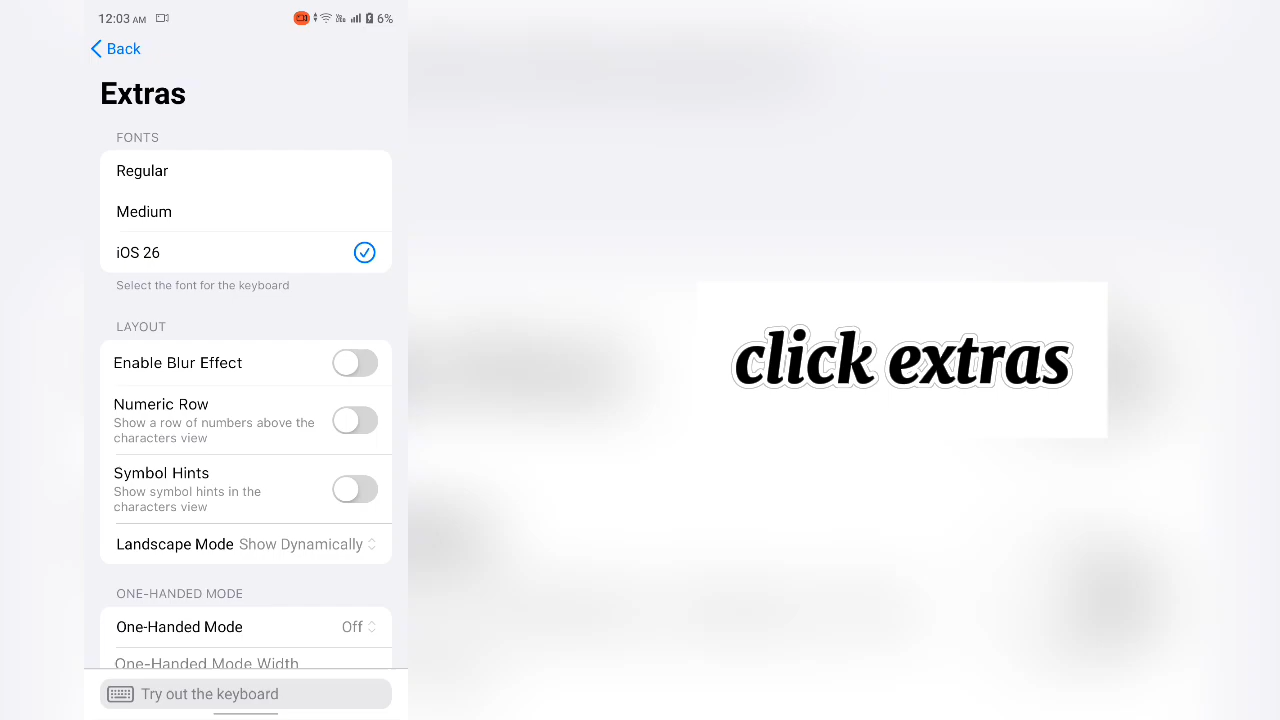 12:03 AM
6%
Back
Extras
FONTS
Regular
Medium
iOS 26
Select the font for the keyboard
LAYOUT
Enable Blur Effect
Numeric Row
Show a row of numbers above the
characters view
Symbol Hints
Show symbol hints in the
characters view
Landscape Mode Show Dynamically
ONE-HANDED MODE
One-Handed Mode Off
One-Handed Mode Width
Try out the keyboard
click extras